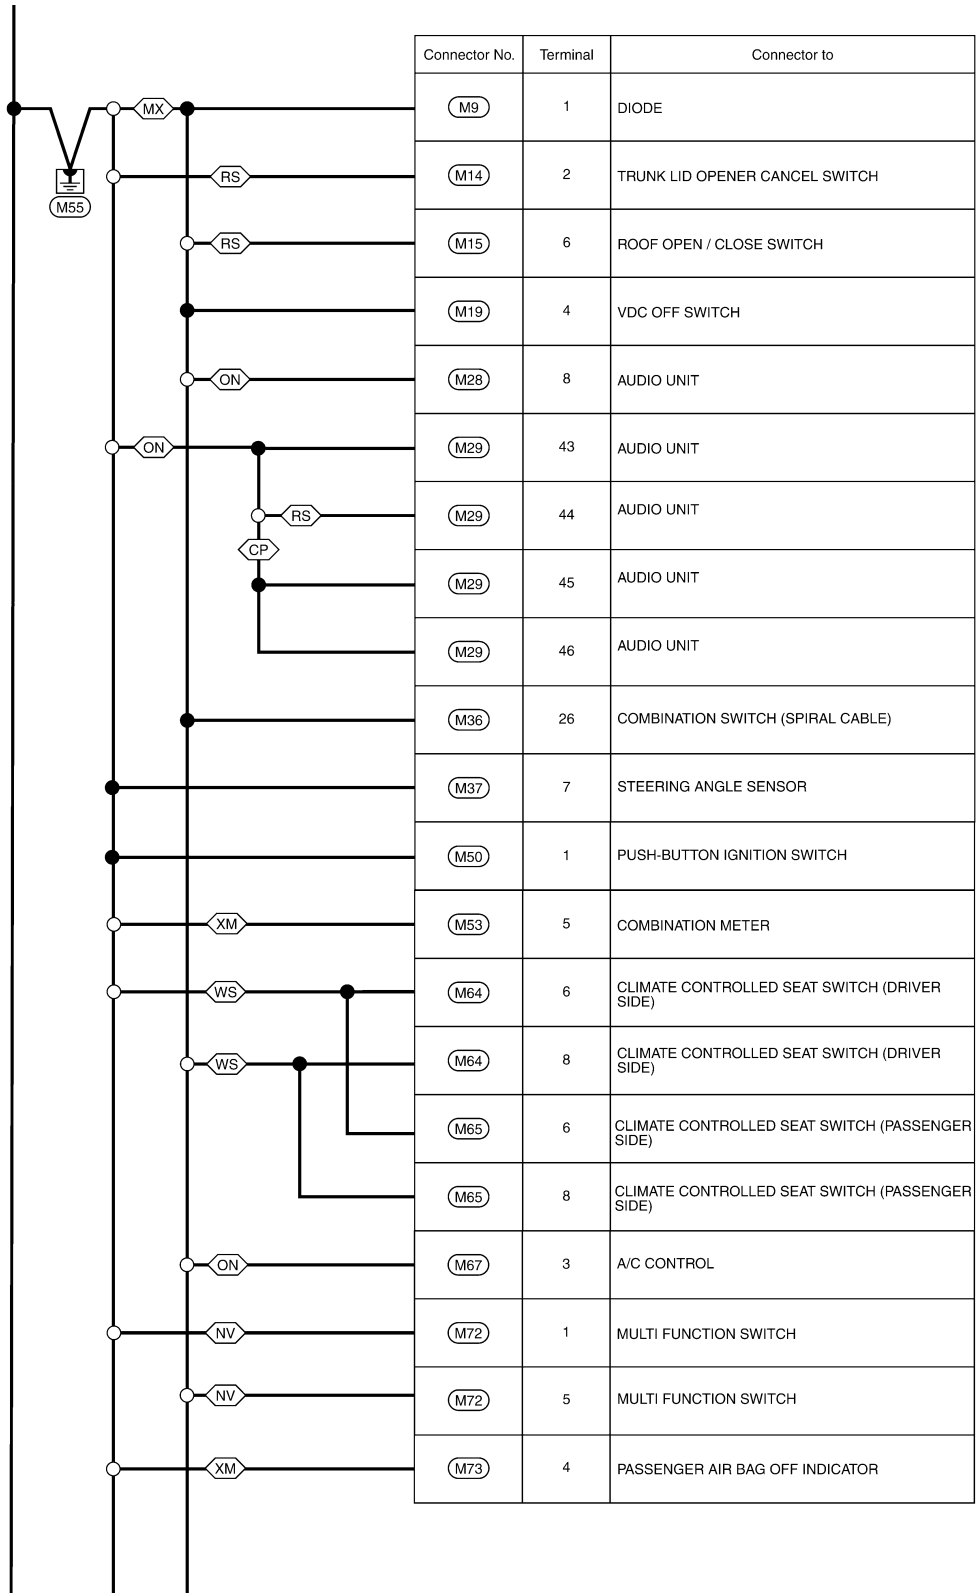 Connector No. Terminal Connector to
MX M9 1 DIODE
RS M14 2 TRUNK LID OPENER CANCEL SWITCH
M55
RS M15 6 ROOF OPEN / CLOSE SWITCH
M19 4 VDC OFF SWITCH
ON M28 8 AUDIO UNIT
ON M29 43 AUDIO UNIT
RS M29 44 AUDIO UNIT
CP
M29 45 AUDIO UNIT
M29 46 AUDIO UNIT
M36 26 COMBINATION SWITCH (SPIRAL CABLE)
M37 7 STEERING ANGLE SENSOR
M50 1 PUSH-BUTTON IGNITION SWITCH
XM M53 5 COMBINATION METER
WS M64 6 CLIMATE CONTROLLED SEAT SWITCH (DRIVER
SIDE)
WS M64 8 CLIMATE CONTROLLED SEAT SWITCH (DRIVER
SIDE)
M65 6 CLIMATE CONTROLLED SEAT SWITCH (PASSENGER
SIDE)
M65 8 CLIMATE CONTROLLED SEAT SWITCH (PASSENGER
SIDE)
ON M67 3 A/C CONTROL
NV M72 1 MULTI FUNCTION SWITCH
NV M72 5 MULTI FUNCTION SWITCH
XM M73 4 PASSENGER AIR BAG OFF INDICATOR